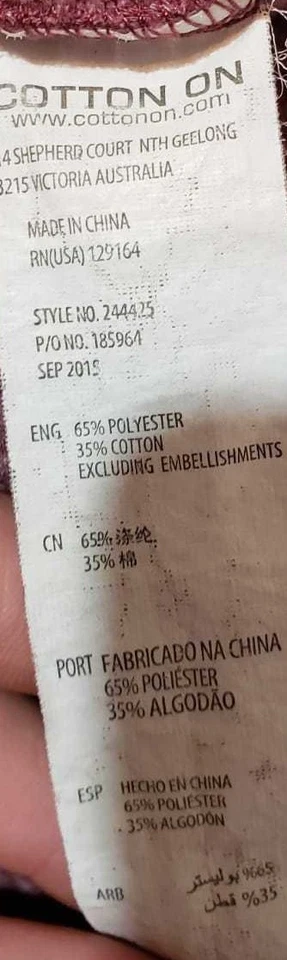 COTTON ON
www.cottonon.com
14 SHEPHERD COURT NTH GEELONG
3215 VICTORIA AUSTRALIA
MADE IN CHINA
RN(USA) 129164
STYLE NO. 244425
P/O NO. 185964
SEP 2015
ENG 65% POLYESTER
35% COTTON
EXCLUDING EMBELLISHMENTS
CN 65% 涤纶
35% 棉
PORT FABRICADO NA CHINA
65% POLIÉSTER
35% ALGODÃO
ESP HECHO EN CHINA
65% POLIÉSTER
35% ALGODÓN
ARB %65 بوليستر
%35 قطن